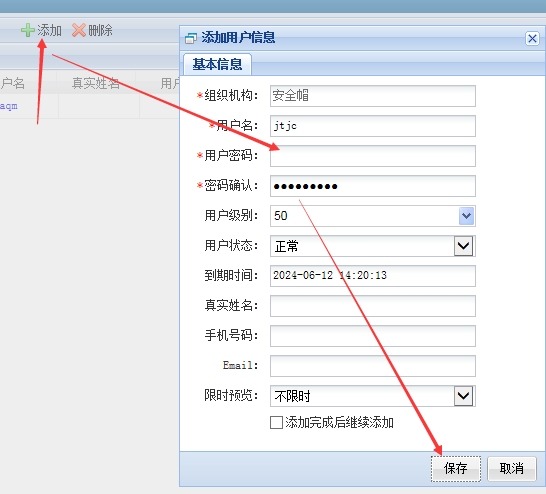 添加 删除
添加用户信息
基本信息
户名 真实姓名 用户
aqm
*组织机构: 安全帽
*用户名: jtjc
*用户密码:
*密码确认: ●●●●●●●●●
用户级别: 50
用户状态: 正常
到期时间: 2024-06-12 14:20:13
真实姓名:
手机号码:
Email:
限时预览: 不限时
添加完成后继续添加
保存 取消